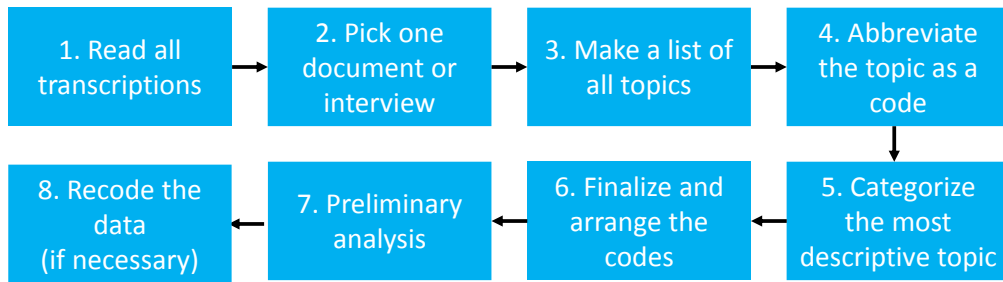 1. Read all
transcriptions
2. Pick one
document or
interview
3. Make a list of
all topics
4. Abbreviate
the topic as a
code
5. Categorize
the most
descriptive topic
6. Finalize and
arrange the
codes
7. Preliminary
analysis
8. Recode the
data
(if necessary)